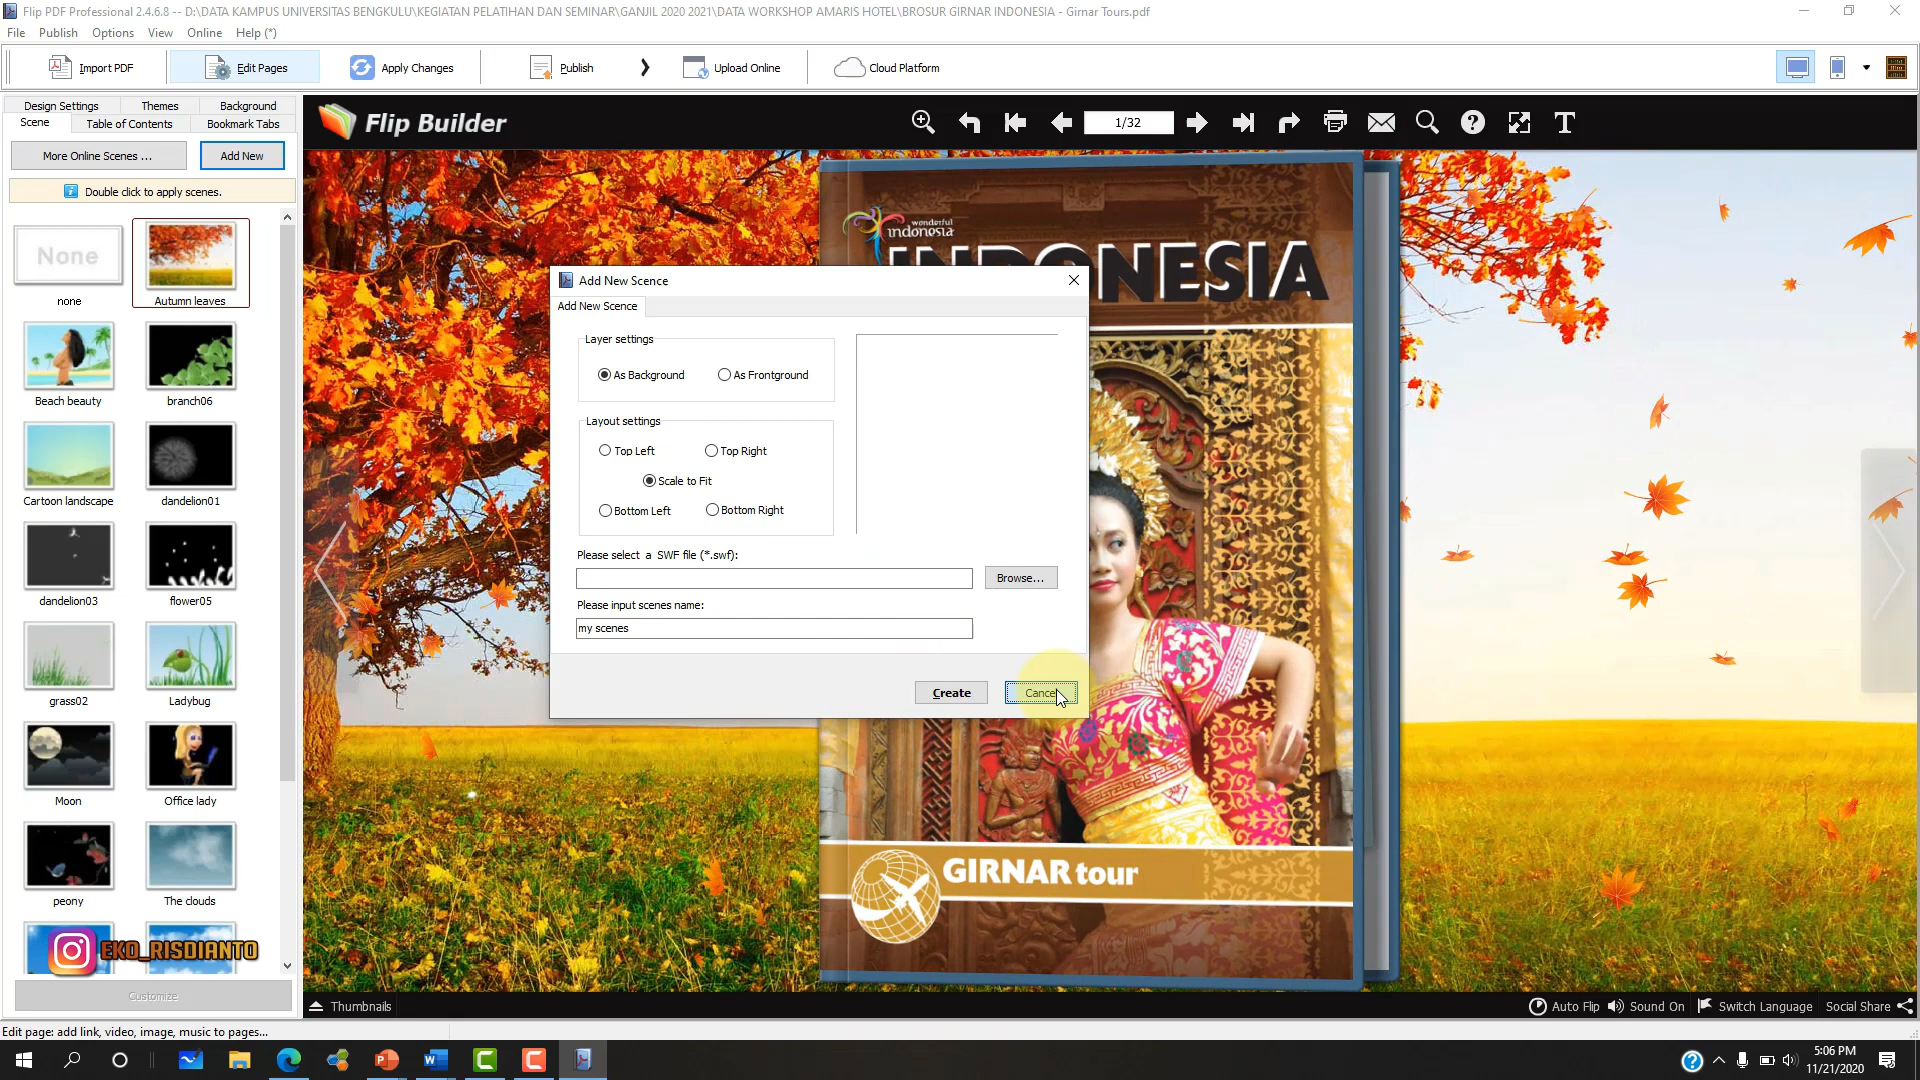 Flip PDF Professional 2.4.6.8 -- D:\DATA KAMPUS UNIVERSITAS BENGKULU\KEGIATAN PELATIHAN DAN SEMINAR\GANJIL 2020 2021\DATA WORKSHOP AMARIS HOTEL\BROSUR GIRNAR INDONESIA - Girnar Tours.pdf
File Publish Options View Online Help (*)
Import PDF Edit Pages Apply Changes Publish Upload Online Cloud Platform
Design Settings Themes Background
Scene Table of Contents Bookmark Tabs
More Online Scenes ... Add New
Double click to apply scenes.
None
none Autumn leaves
Beach beauty branch06
Cartoon landscape dandelion01
dandelion03 flower05
grass02 Ladybug
Moon Office lady
peony The clouds
EKO_RISDIANTO
Customize
Flip Builder
1/32
wonderful
indonesia
INDONESIA
Add New Scence
Add New Scence
Layer settings
As Background As Frontground
Layout settings
Top Left Top Right
Scale to Fit
Bottom Left Bottom Right
Please select a SWF file (*.swf):
Browse...
Please input scenes name:
my scenes
Create Cancel
GIRNAR tour
Thumbnails Auto Flip Sound On Switch Language Social Share
Edit page: add link, video, image, music to pages...
5:06 PM
11/21/2020